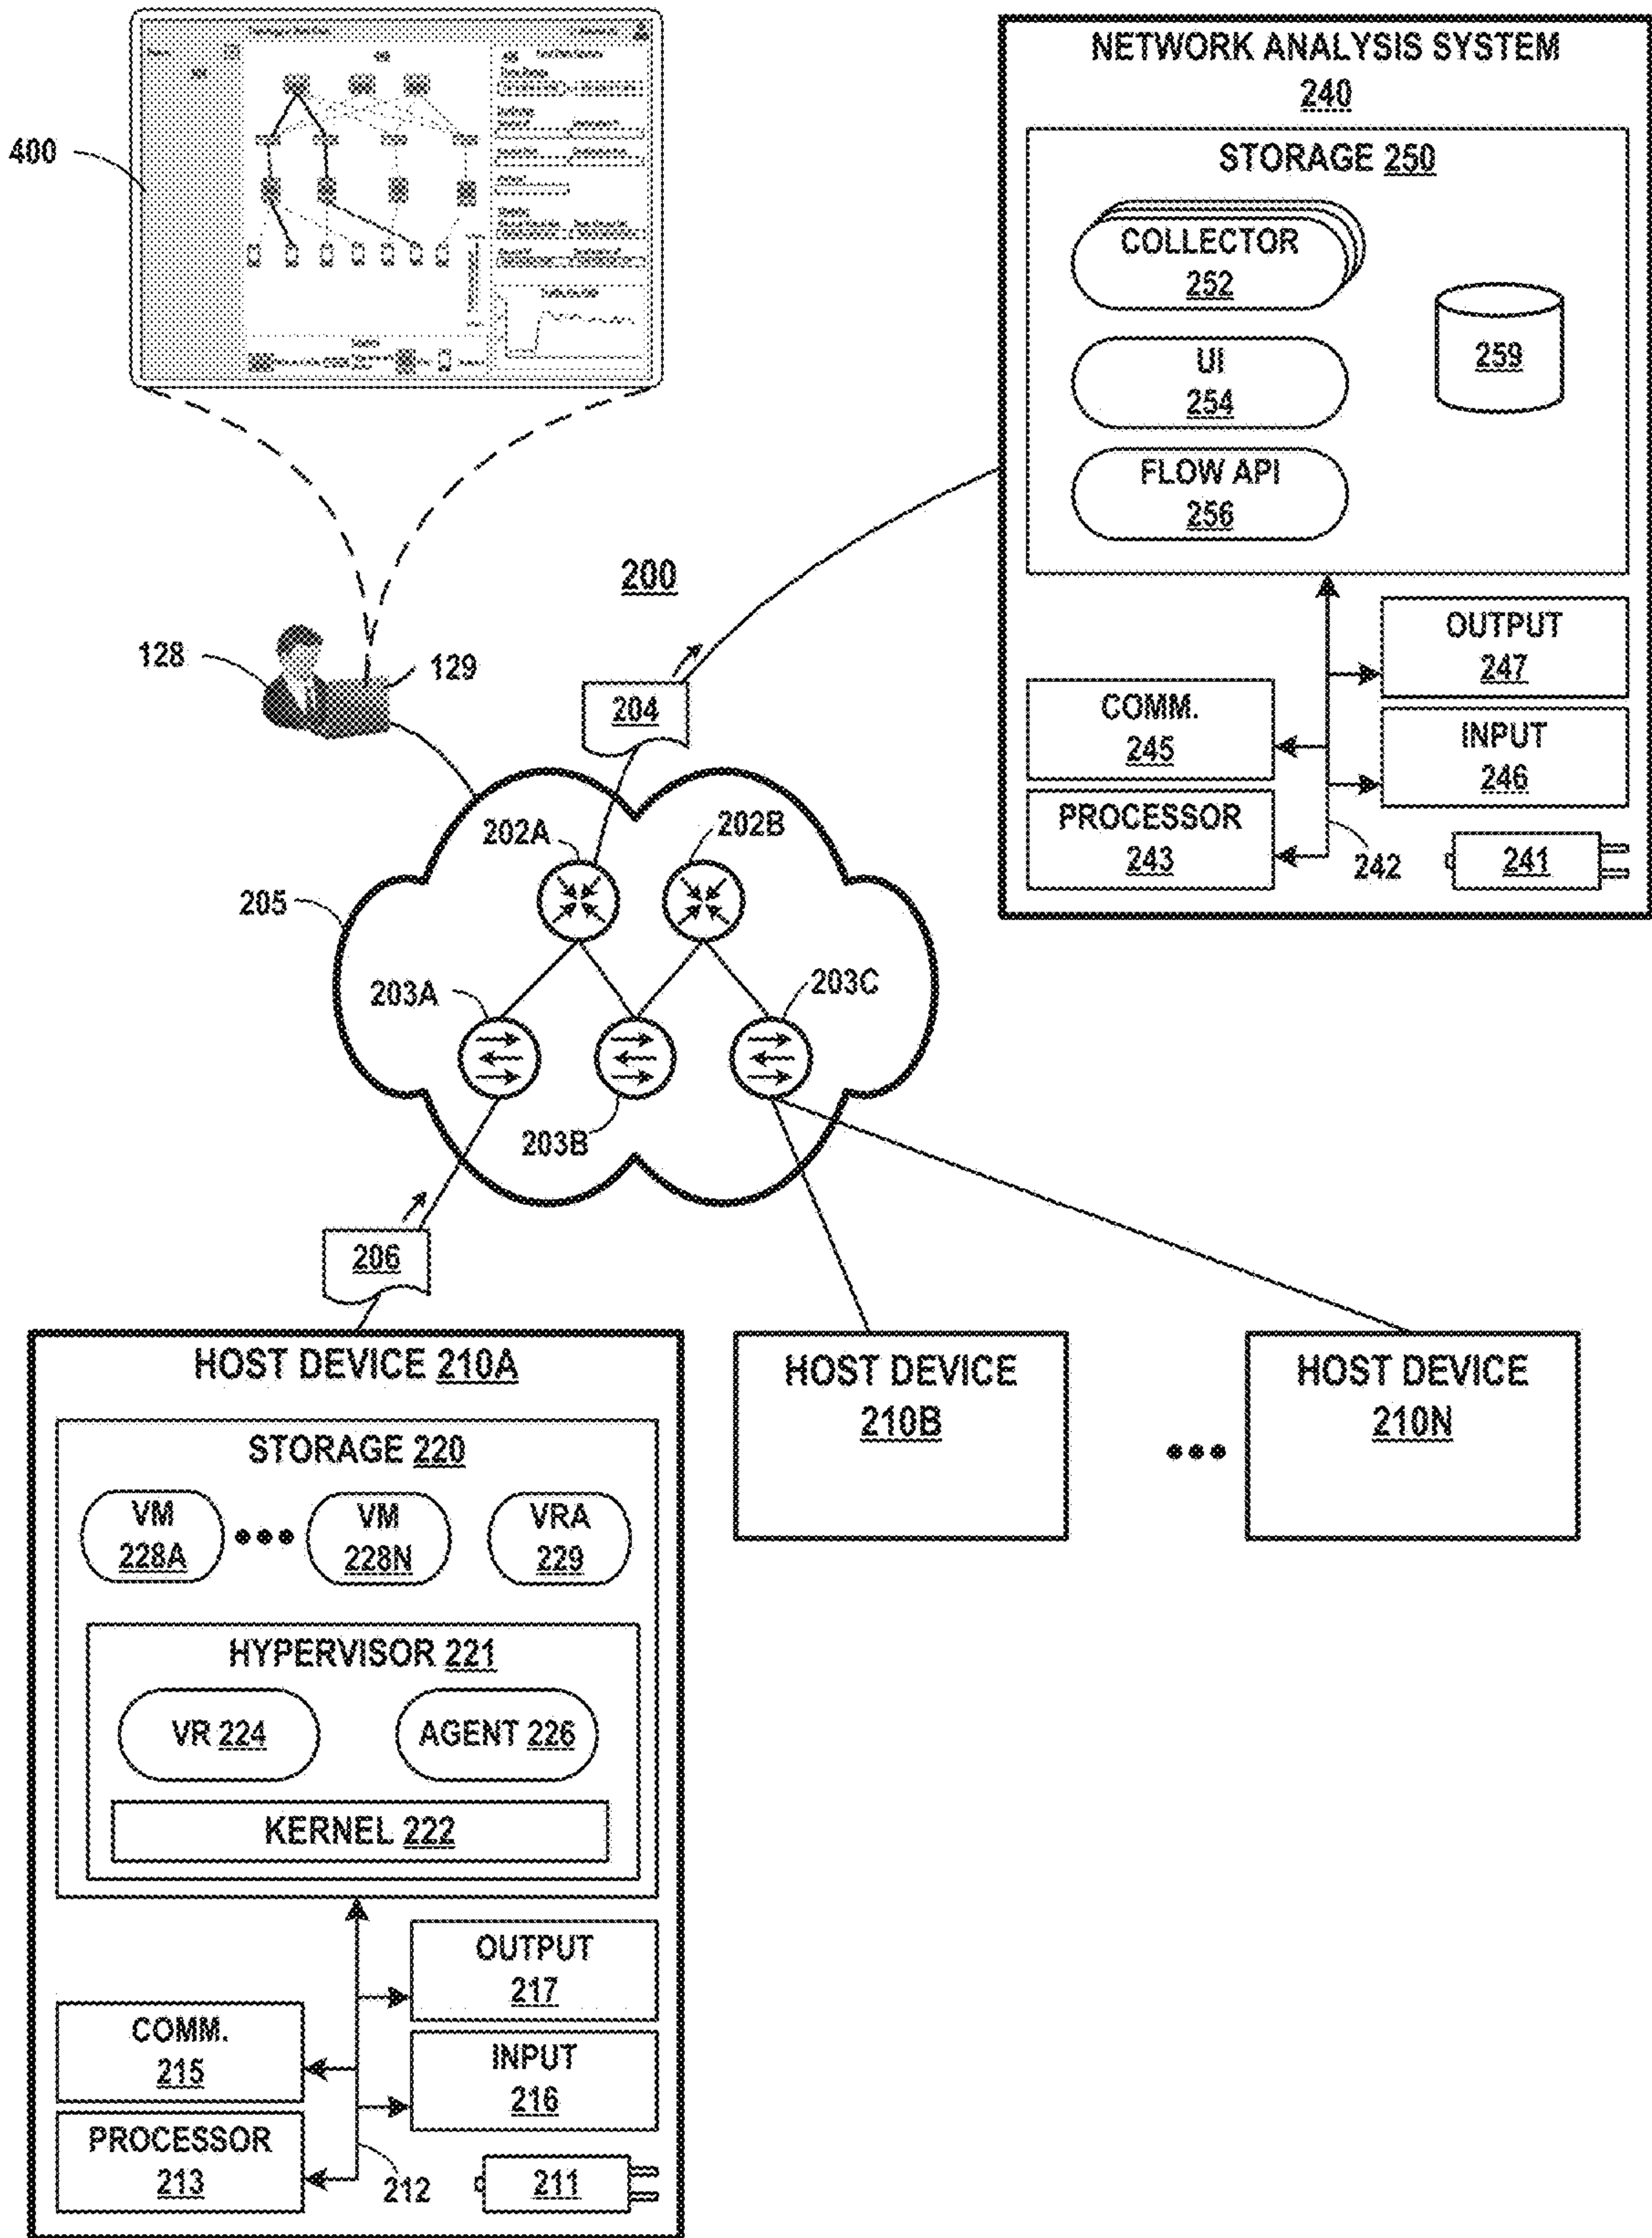 400
NETWORK ANALYSIS SYSTEM
240
STORAGE 250
COLLECTOR
252
UI
254
FLOW API
256
259
OUTPUT
247
INPUT
246
COMM.
245
PROCESSOR
243
242
241
200
128
129
204
202A
202B
205
203A
203C
203B
206
HOST DEVICE 210A
STORAGE 220
VM
228A
VM
228N
VRA
229
HYPERVISOR 221
VR 224
AGENT 226
KERNEL 222
OUTPUT
217
INPUT
216
COMM.
215
PROCESSOR
213
212
211
HOST DEVICE
210B
HOST DEVICE
210N